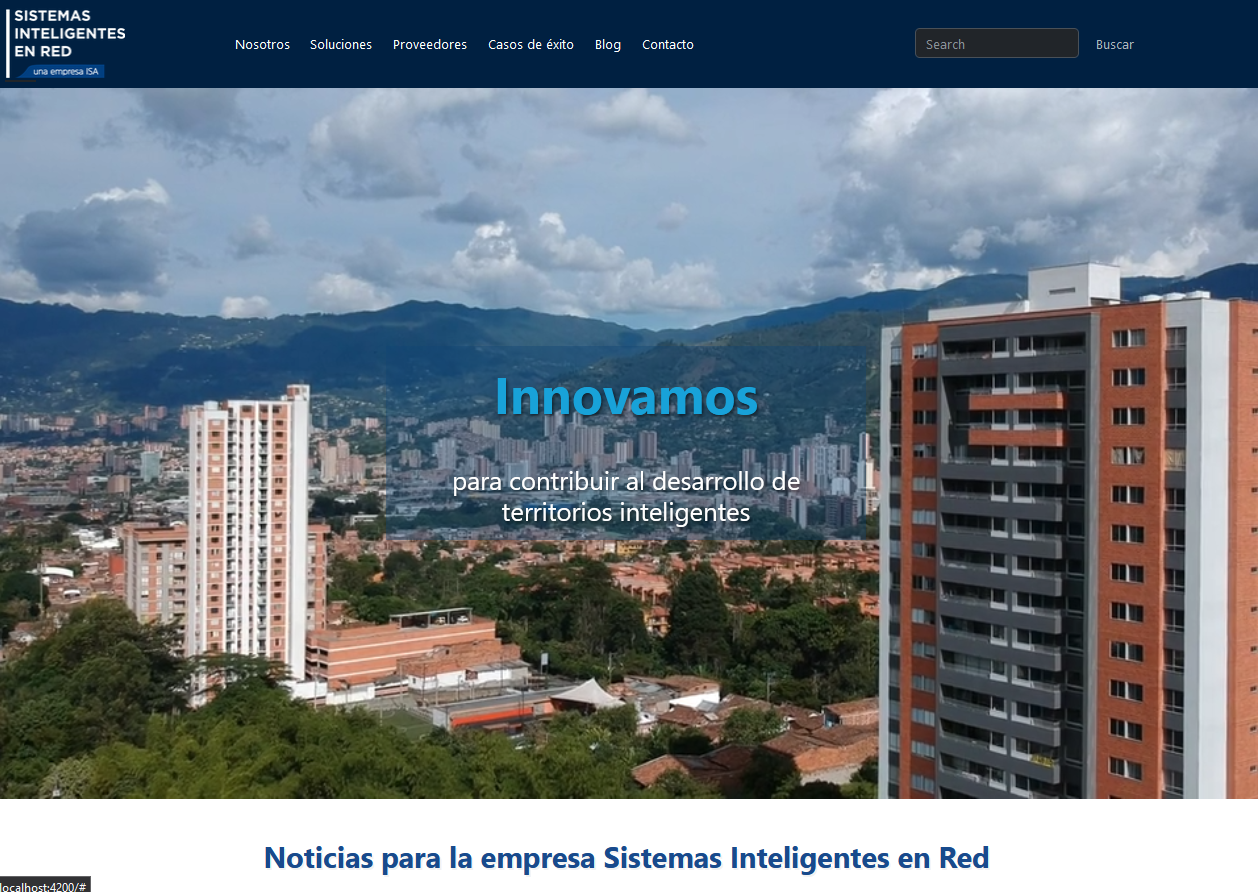 SISTEMAS
INTELIGENTES
EN RED
una empresa ISA
Nosotros Soluciones Proveedores Casos de éxito Blog Contacto Search Buscar
Innovamos
para contribuir al desarrollo de
territorios inteligentes
Noticias para la empresa Sistemas Inteligentes en Red
localhost:4200/#